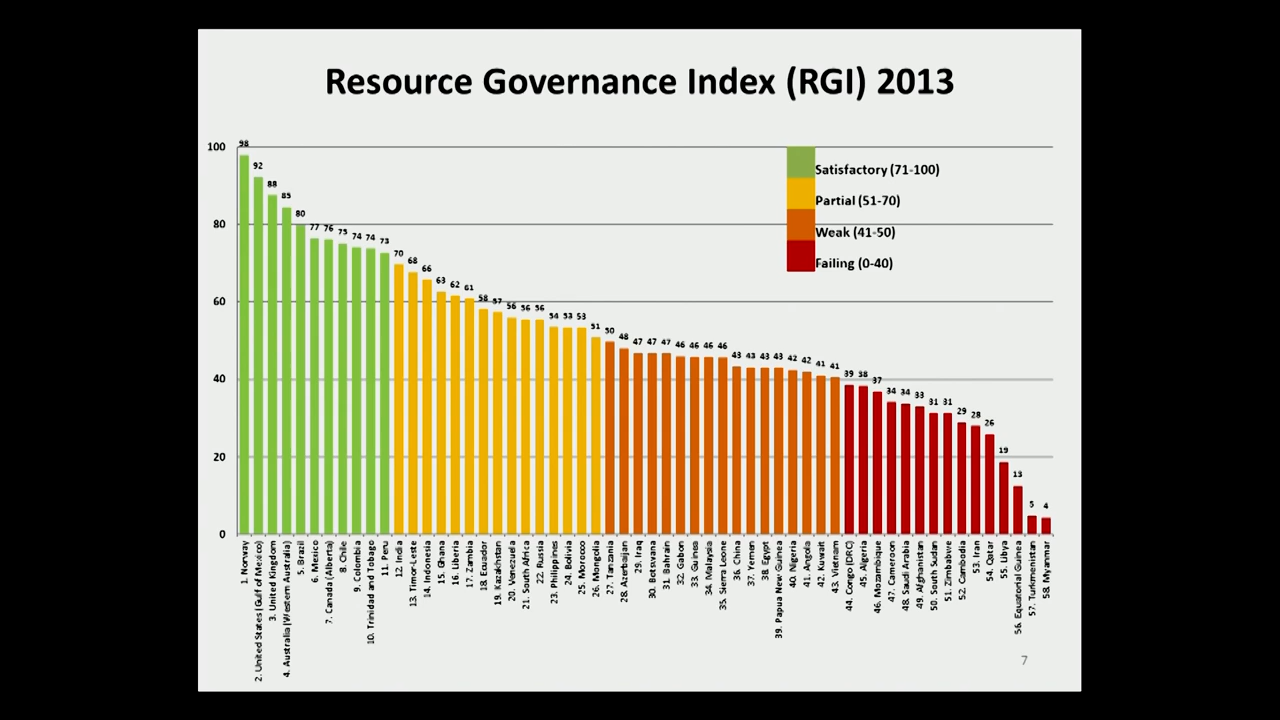 Resource Governance Index (RGI) 2013
100
80
60
40
20
0
98
92
88
85
80
77
76
75
74
74
73
70
68
66
63
62
61
58
57
56
56
56
54
53
53
51
50
48
47
47
47
46
46
46
46
43
43
43
43
42
42
41
41
39
38
37
34
34
33
31
31
29
28
26
19
13
5
4
Satisfactory (71-100)
Partial (51-70)
Weak (41-50)
Failing (0-40)
1. Norway
2. United States (Gulf of Mexico)
3. United Kingdom
4. Australia (Western Australia)
5. Brazil
6. Mexico
7. Canada (Alberta)
8. Chile
9. Colombia
10. Trinidad and Tobago
11. Peru
12. India
13. Timor-Leste
14. Indonesia
15. Ghana
16. Liberia
17. Zambia
18. Ecuador
19. Kazakhstan
20. Venezuela
21. South Africa
22. Russia
23. Philippines
24. Bolivia
25. Morocco
26. Mongolia
27. Tanzania
28. Azerbaijan
29. Iraq
30. Botswana
31. Bahrain
32. Gabon
33. Guinea
34. Malaysia
35. Sierra Leone
36. China
37. Yemen
38. Egypt
39. Papua New Guinea
40. Nigeria
41. Angola
42. Kuwait
43. Vietnam
44. Congo (DRC)
45. Algeria
46. Mozambique
47. Cameroon
48. Saudi Arabia
49. Afghanistan
50. South Sudan
51. Zimbabwe
52. Cambodia
53. Iran
54. Qatar
55. Libya
56. Equatorial Guinea
57. Turkmenistan
58. Myanmar
7